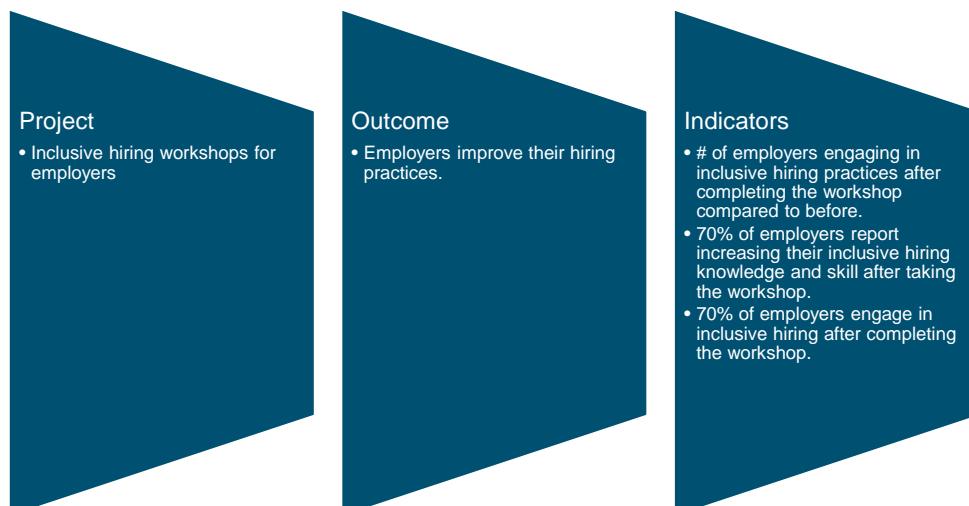 Project
• Inclusive hiring workshops for
employers
Outcome
• Employers improve their hiring
practices.
Indicators
• # of employers engaging in
inclusive hiring practices after
completing the workshop
compared to before.
• 70% of employers report
increasing their inclusive hiring
knowledge and skill after taking
the workshop.
• 70% of employers engage in
inclusive hiring after completing
the workshop.